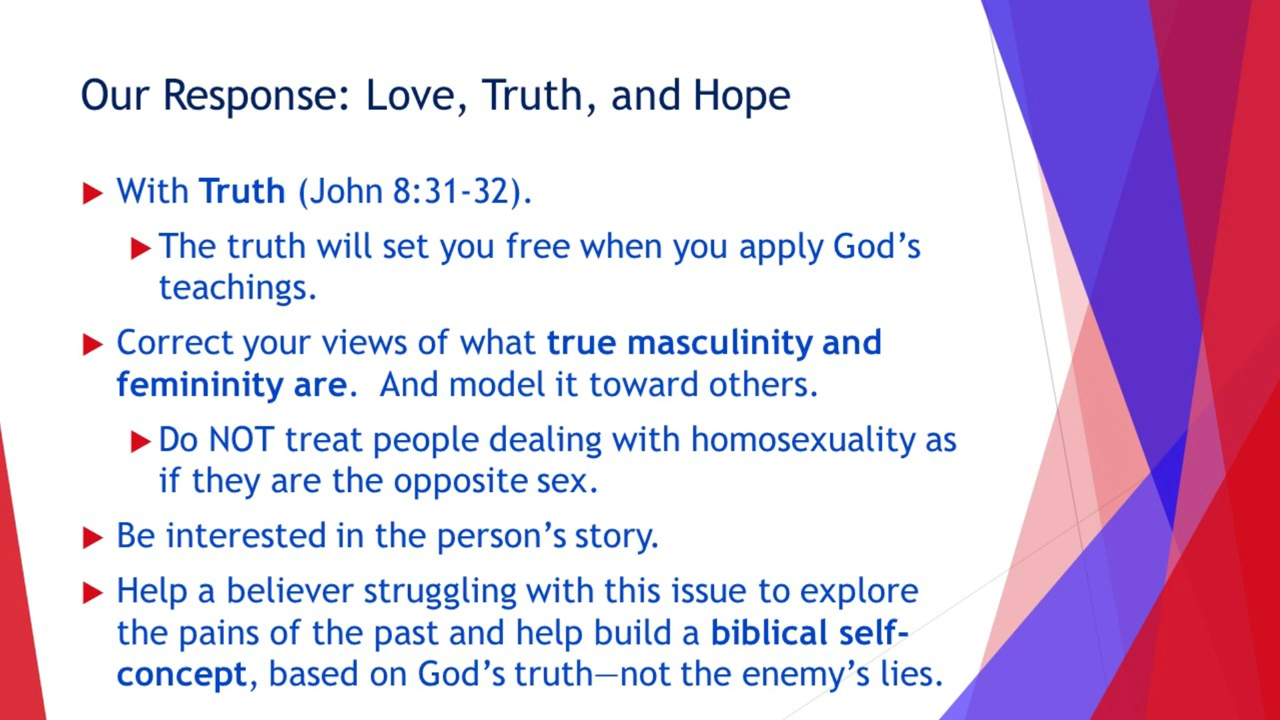 Our Response: Love, Truth, and Hope
With Truth (John 8:31-32).
The truth will set you free when you apply God’s
teachings.
Correct your views of what true masculinity and
femininity are.  And model it toward others.
Do NOT treat people dealing with homosexuality as
if they are the opposite sex.
Be interested in the person’s story.
Help a believer struggling with this issue to explore
the pains of the past and help build a biblical self-
concept, based on God’s truth—not the enemy’s lies.